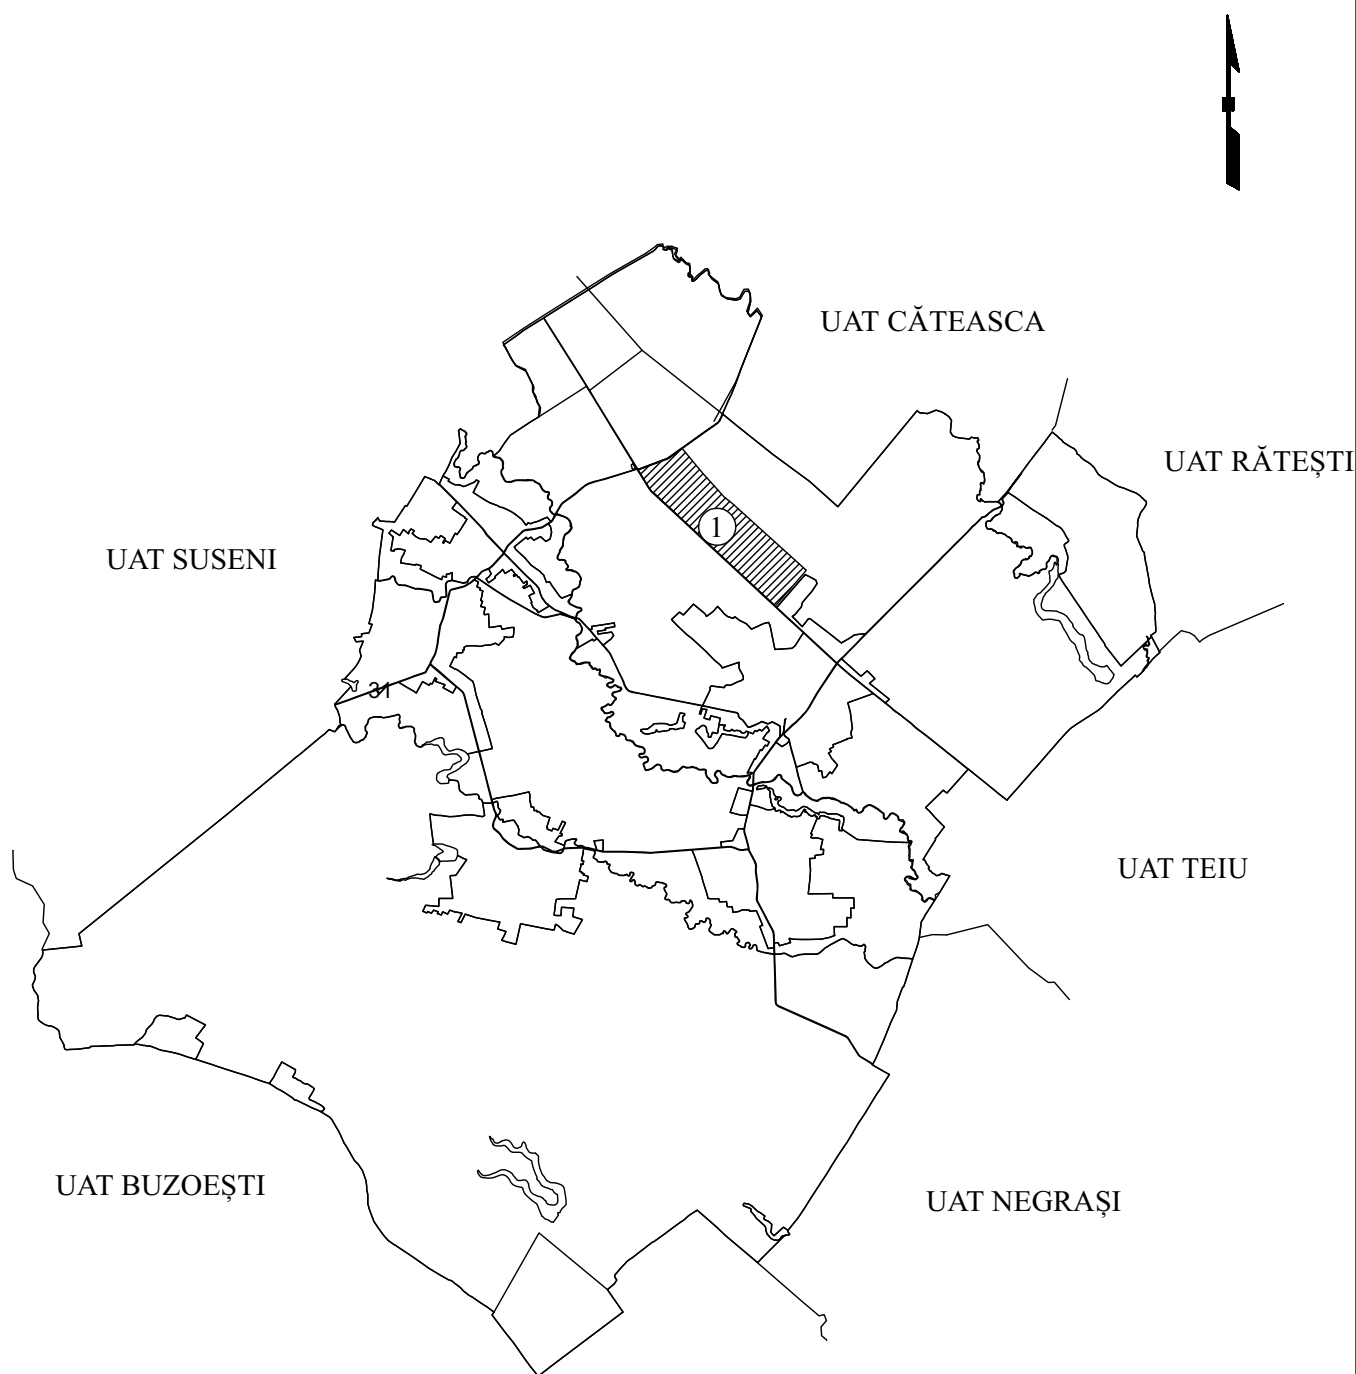 UAT CĂTEASCA
UAT RĂTEȘTI
1
UAT SUSENI
31
UAT TEIU
UAT BUZOEȘTI
UAT NEGRAȘI